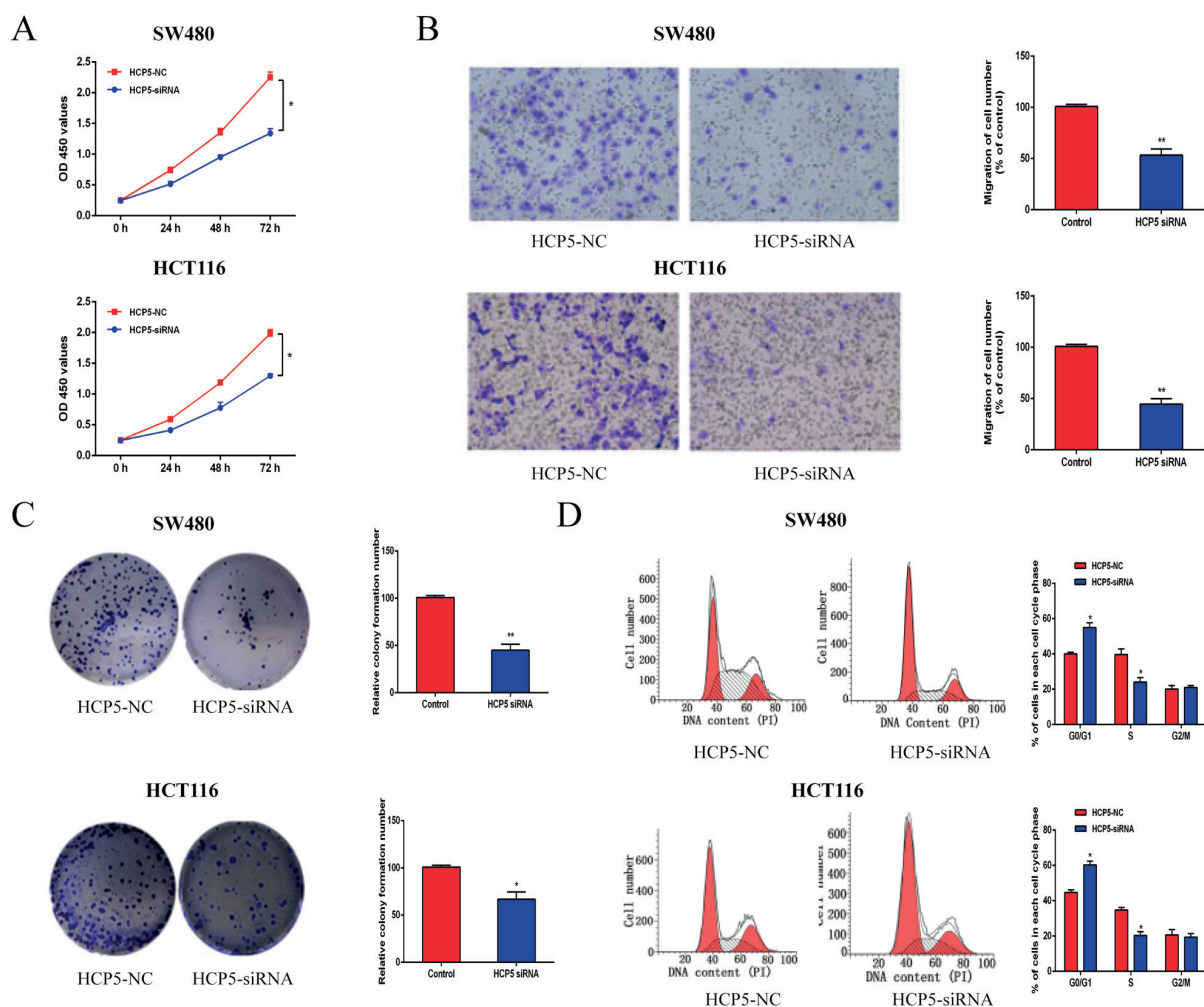 A
SW480
HCP5-NC
HCP5-siRNA
OD 450 values
2.5
2.0
1.5
1.0
0.5
0.0
*
0 h 24 h 48 h 72 h
HCT116
HCP5-NC
HCP5-siRNA
OD 450 values
2.5
2.0
1.5
1.0
0.5
0.0
*
0 h 24 h 48 h 72 h
B
SW480
HCP5-NC HCP5-siRNA
Migration of cell number
(% of control)
150
100
50
0
**
Control HCP5 siRNA
HCT116
HCP5-NC HCP5-siRNA
Migration of cell number
(% of control)
150
100
50
0
**
Control HCP5 siRNA
C
SW480
HCP5-NC HCP5-siRNA
Relative colony formation number
150
100
50
0
**
Control HCP5 siRNA
HCT116
HCP5-NC HCP5-siRNA
Relative colony formation number
150
100
50
0
*
Control HCP5 siRNA
D
SW480
Cell number
600
500
400
300
200
100
0
20 40 60 80 100
DNA content (PI)
HCP5-NC
Cell number
800
600
400
200
0
20 40 60 80 100
DNA content (PI)
HCP5-siRNA
HCP5-NC
HCP5-siRNA
% of cells in each cell cycle phase
80
60
40
20
0
*
*
G0/G1 S G2/M
HCT116
Cell number
800
600
400
200
0
20 40 60 80 100
DNA content (PI)
HCP5-NC
800
700
600
500
400
300
200
100
0
20 40 60 80 100
DNA content (PI)
HCP5-siRNA
HCP5-NC
HCP5-siRNA
% of cells in each cell cycle phase
80
60
40
20
0
*
*
G0/G1 S G2/M